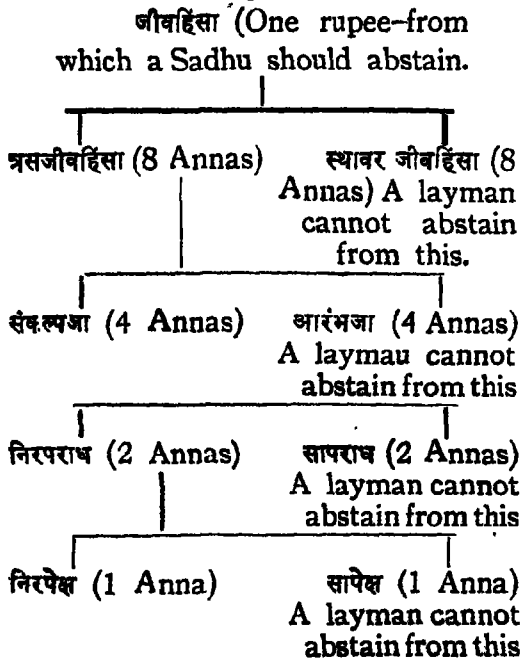 जीवहिंसा (One rupee-from
which a Sadhu should abstain.
त्रसजीवहिंसा (8 Annas)
स्थावर जीवहिंसा (8
Annas) A layman
cannot abstain
from this.
संकल्पजा (4 Annas)
आरंभजा (4 Annas)
A laymau cannot
abstain from this
निरपराध (2 Annas)
सापराध (2 Annas)
A layman cannot
abstain from this
निरपेक्ष (1 Anna)
सापेक्ष (1 Anna)
A layman cannot
abstain from this